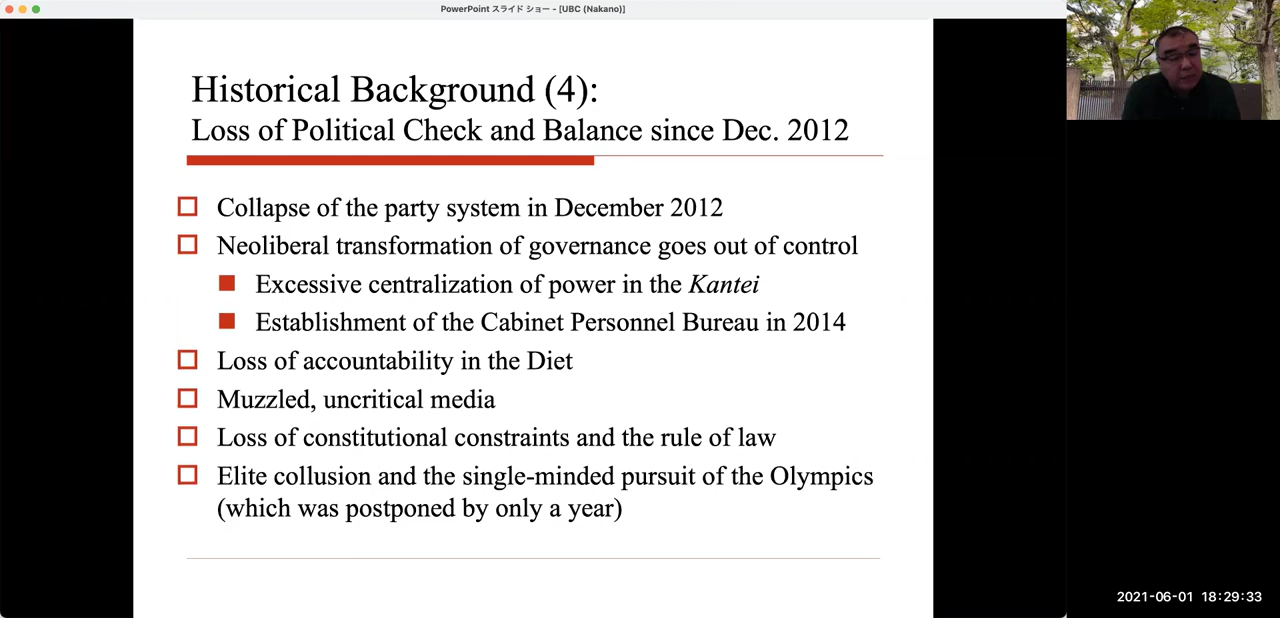 PowerPoint スライド ショー - [UBC (Nakano)]
Historical Background (4):
Loss of Political Check and Balance since Dec. 2012
Collapse of the party system in December 2012
Neoliberal transformation of governance goes out of control
Excessive centralization of power in the Kantei
Establishment of the Cabinet Personnel Bureau in 2014
Loss of accountability in the Diet
Muzzled, uncritical media
Loss of constitutional constraints and the rule of law
Elite collusion and the single-minded pursuit of the Olympics
(which was postponed by only a year)
2021-06-01 18:29:33